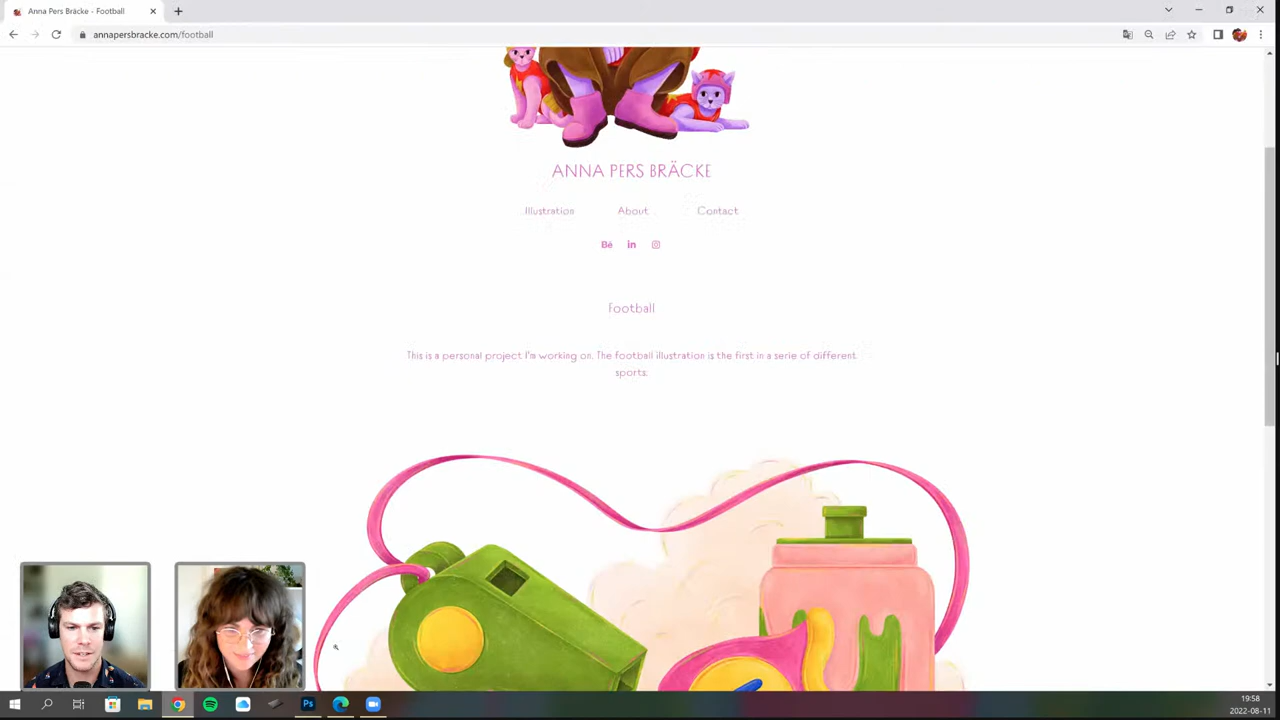 Anna Pers Bräcke - Football
annapersbracke.com/football
ANNA PERS BRÄCKE
Illustration About Contact
Bē in
Football
This is a personal project I'm working on. The football illustration is the first in a serie of different
sports.
Ps
19:58
2022-08-11